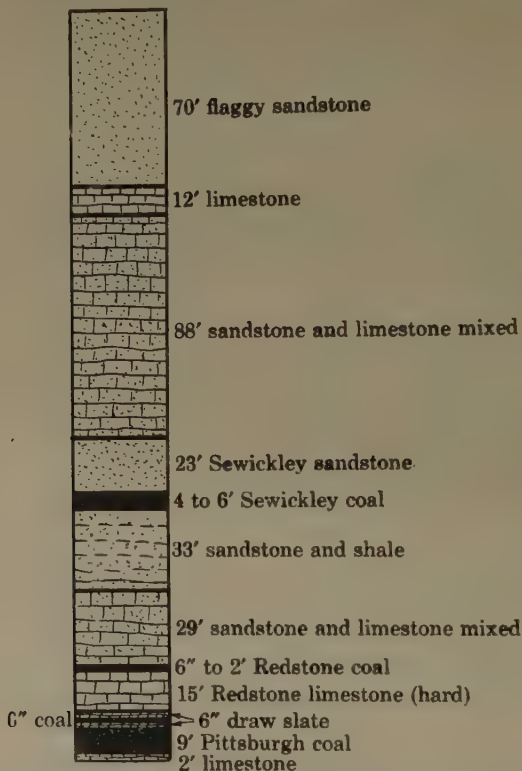 70′ flaggy sandstone
12′ limestone
88′ sandstone and limestone mixed
23′ Sewickley sandstone
4 to 6′ Sewickley coal
33′ sandstone and shale
29′ sandstone and limestone mixed
6″ to 2′ Redstone coal
15′ Redstone limestone (hard)
6″ coal 6″ draw slate
9′ Pittsburgh coal
2′ limestone